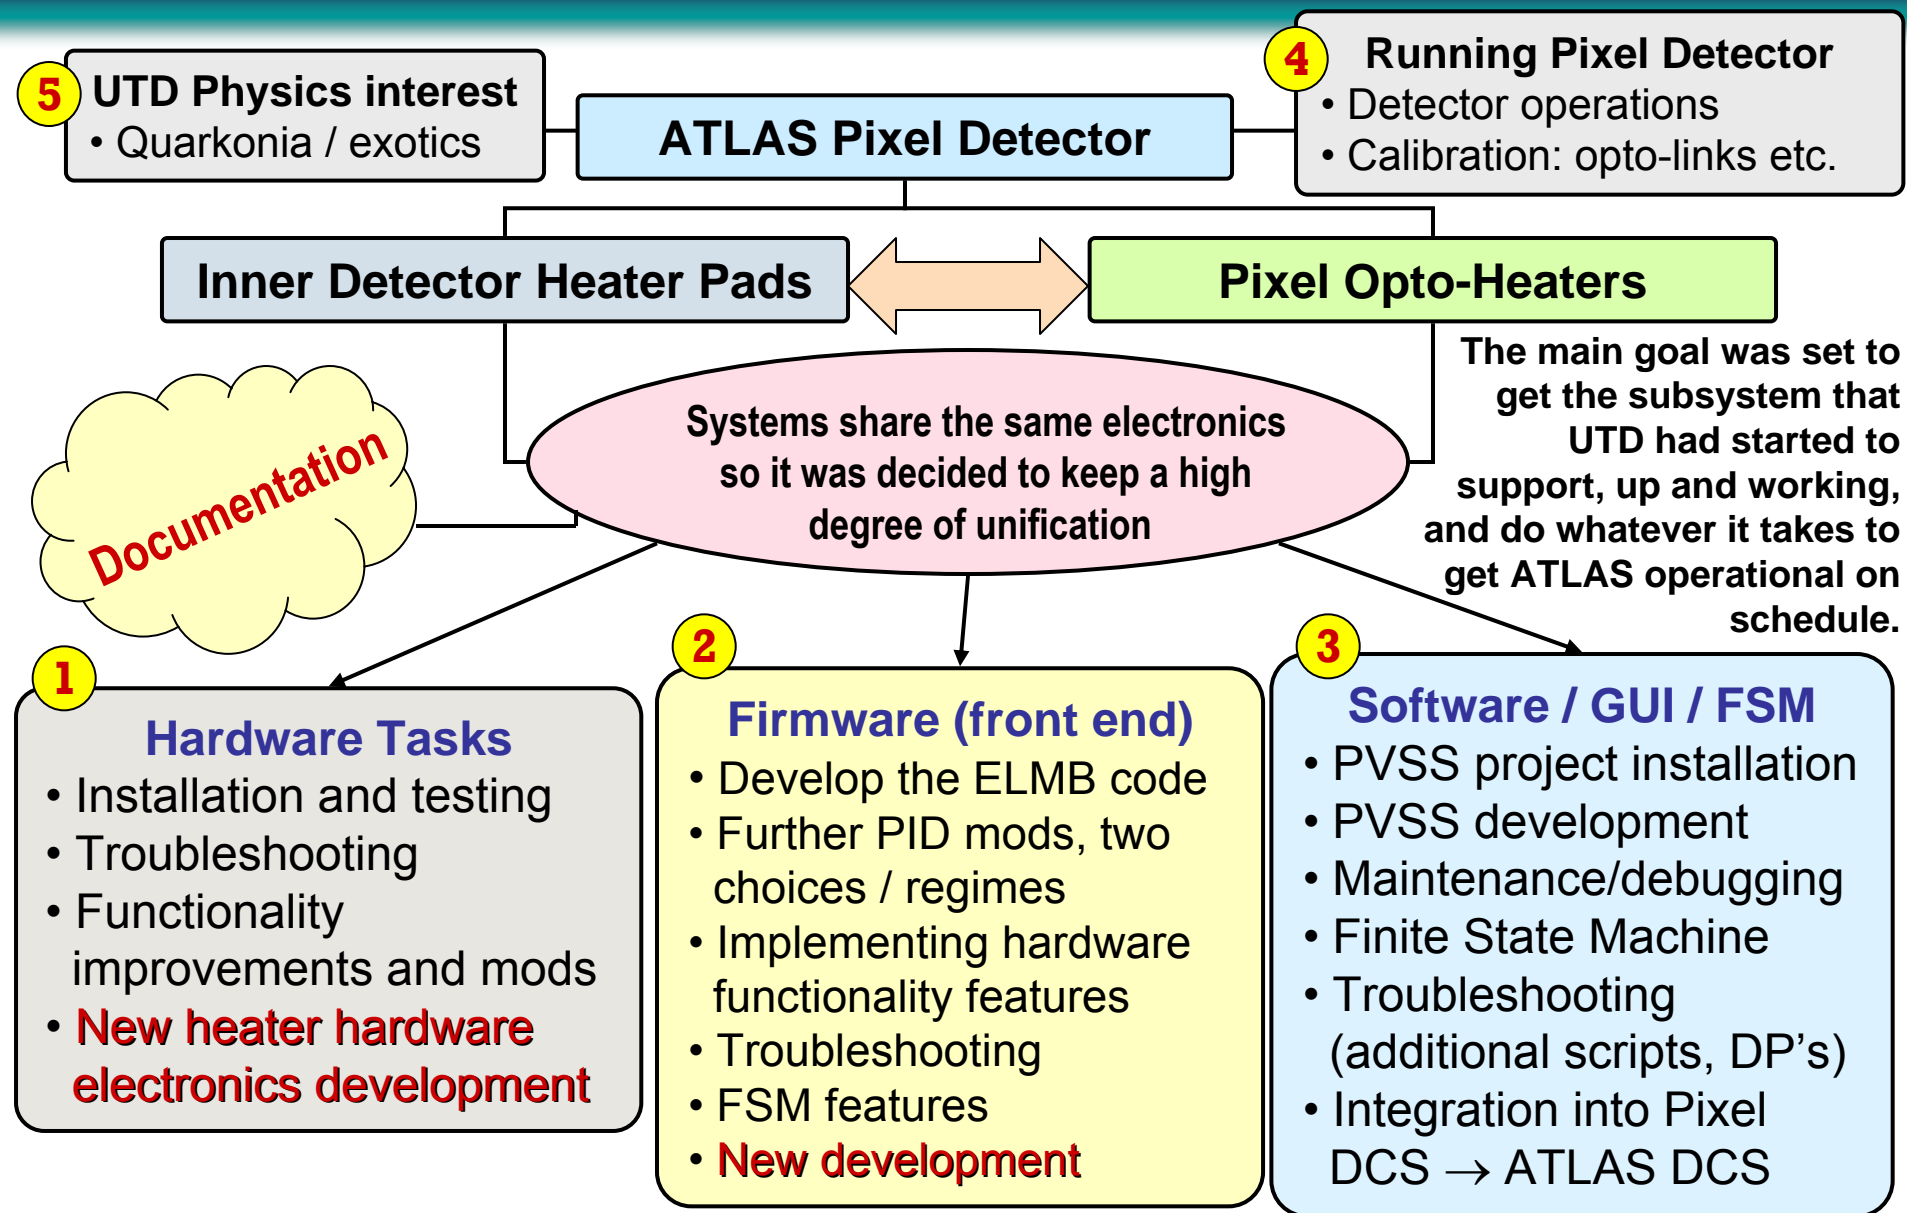 5
UTD Physics interest
• Quarkonia / exotics
ATLAS Pixel Detector
4
Running Pixel Detector
• Detector operations
• Calibration: opto-links etc.
Inner Detector Heater Pads
Pixel Opto-Heaters
Documentation
Systems share the same electronics
so it was decided to keep a high
degree of unification
The main goal was set to
get the subsystem that
UTD had started to
support, up and working,
and do whatever it takes to
get ATLAS operational on
schedule.
1
Hardware Tasks
• Installation and testing
• Troubleshooting
• Functionality
improvements and mods
• New heater hardware
electronics development
2
Firmware (front end)
• Develop the ELMB code
• Further PID mods, two
choices / regimes
• Implementing hardware
functionality features
• Troubleshooting
• FSM features
• New development
3
Software / GUI / FSM
• PVSS project installation
• PVSS development
• Maintenance/debugging
• Finite State Machine
• Troubleshooting
(additional scripts, DP’s)
• Integration into Pixel
DCS → ATLAS DCS